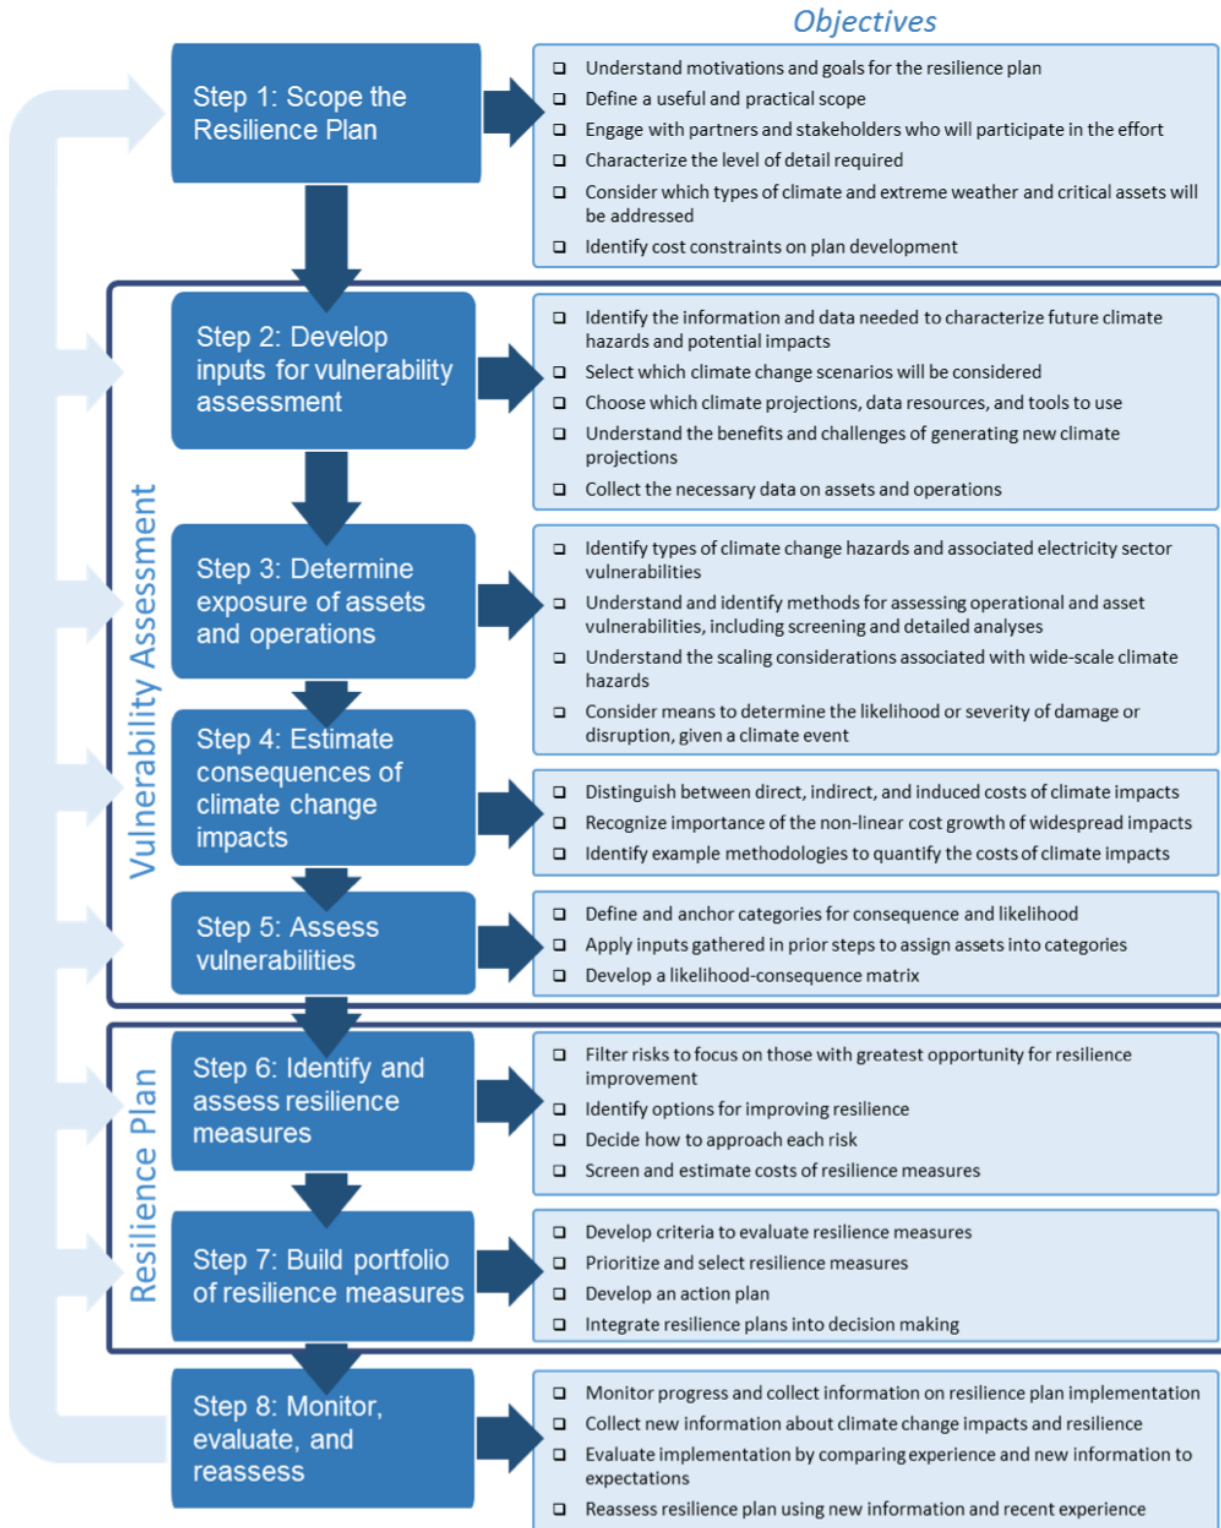 Objectives
Step 1: Scope the
Resilience Plan
❑ Understand motivations and goals for the resilience plan
❑ Define a useful and practical scope
❑ Engage with partners and stakeholders who will participate in the effort
❑ Characterize the level of detail required
❑ Consider which types of climate and extreme weather and critical assets will
be addressed
❑ Identify cost constraints on plan development
Vulnerability Assessment
Step 2: Develop
inputs for vulnerability
assessment
❑ Identify the information and data needed to characterize future climate
hazards and potential impacts
❑ Select which climate change scenarios will be considered
❑ Choose which climate projections, data resources, and tools to use
❑ Understand the benefits and challenges of generating new climate
projections
❑ Collect the necessary data on assets and operations
Step 3: Determine
exposure of assets
and operations
❑ Identify types of climate change hazards and associated electricity sector
vulnerabilities
❑ Understand and identify methods for assessing operational and asset
vulnerabilities, including screening and detailed analyses
❑ Understand the scaling considerations associated with wide-scale climate
hazards
❑ Consider means to determine the likelihood or severity of damage or
disruption, given a climate event
Step 4: Estimate
consequences of
climate change
impacts
❑ Distinguish between direct, indirect, and induced costs of climate impacts
❑ Recognize importance of the non-linear cost growth of widespread impacts
❑ Identify example methodologies to quantify the costs of climate impacts
Step 5: Assess
vulnerabilities
❑ Define and anchor categories for consequence and likelihood
❑ Apply inputs gathered in prior steps to assign assets into categories
❑ Develop a likelihood-consequence matrix
Resilience Plan
Step 6: Identify and
assess resilience
measures
❑ Filter risks to focus on those with greatest opportunity for resilience
improvement
❑ Identify options for improving resilience
❑ Decide how to approach each risk
❑ Screen and estimate costs of resilience measures
Step 7: Build portfolio
of resilience measures
❑ Develop criteria to evaluate resilience measures
❑ Prioritize and select resilience measures
❑ Develop an action plan
❑ Integrate resilience plans into decision making
Step 8: Monitor,
evaluate, and
reassess
❑ Monitor progress and collect information on resilience plan implementation
❑ Collect new information about climate change impacts and resilience
❑ Evaluate implementation by comparing experience and new information to
expectations
❑ Reassess resilience plan using new information and recent experience